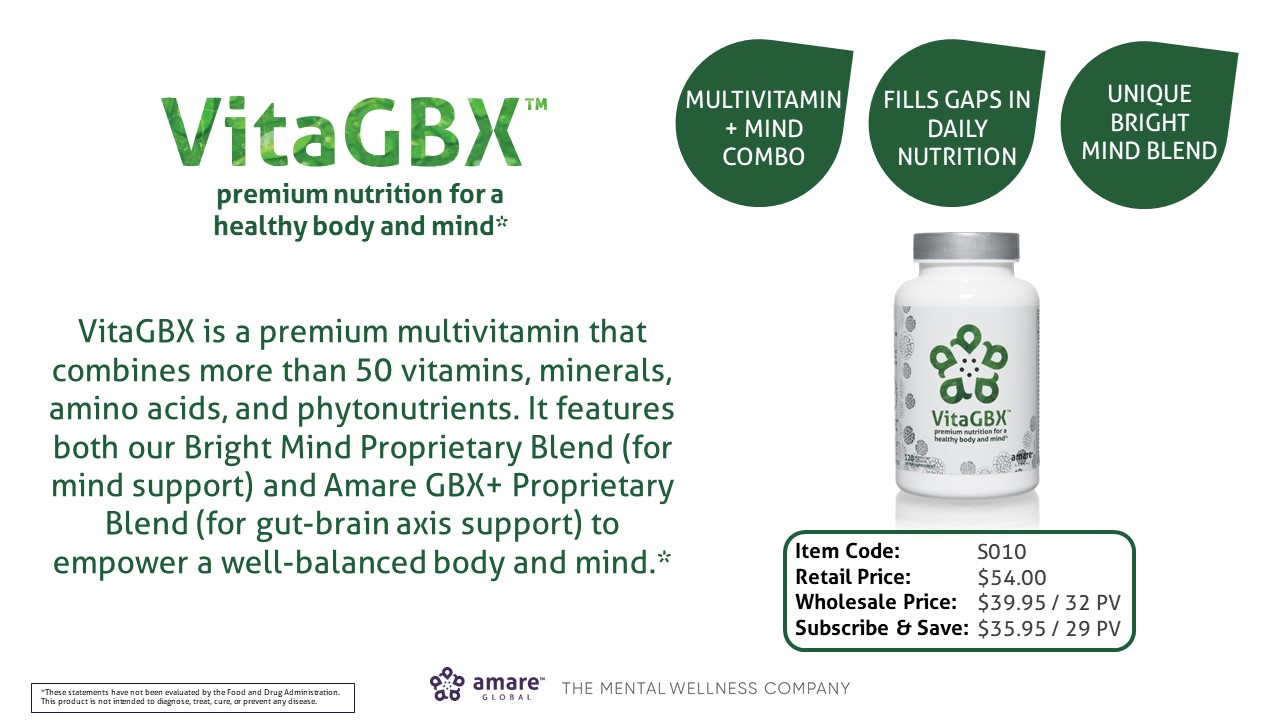 VitaGBX™
premium nutrition for a
healthy body and mind*
MULTIVITAMIN
+ MIND
COMBO
FILLS GAPS IN
DAILY
NUTRITION
UNIQUE
BRIGHT
MIND BLEND
VitaGBX is a premium multivitamin that
combines more than 50 vitamins, minerals,
amino acids, and phytonutrients. It features
both our Bright Mind Proprietary Blend (for
mind support) and Amare GBX+ Proprietary
Blend (for gut-brain axis support) to
empower a well-balanced body and mind.*
VitaGBX™
premium nutrition for a
healthy body and mind*
120
amare
Item Code: S010
Retail Price: $54.00
Wholesale Price: $39.95 / 32 PV
Subscribe & Save: $35.95 / 29 PV
*These statements have not been evaluated by the Food and Drug Administration.
This product is not intended to diagnose, treat, cure, or prevent any disease.
amare™
GLOBAL
THE MENTAL WELLNESS COMPANY